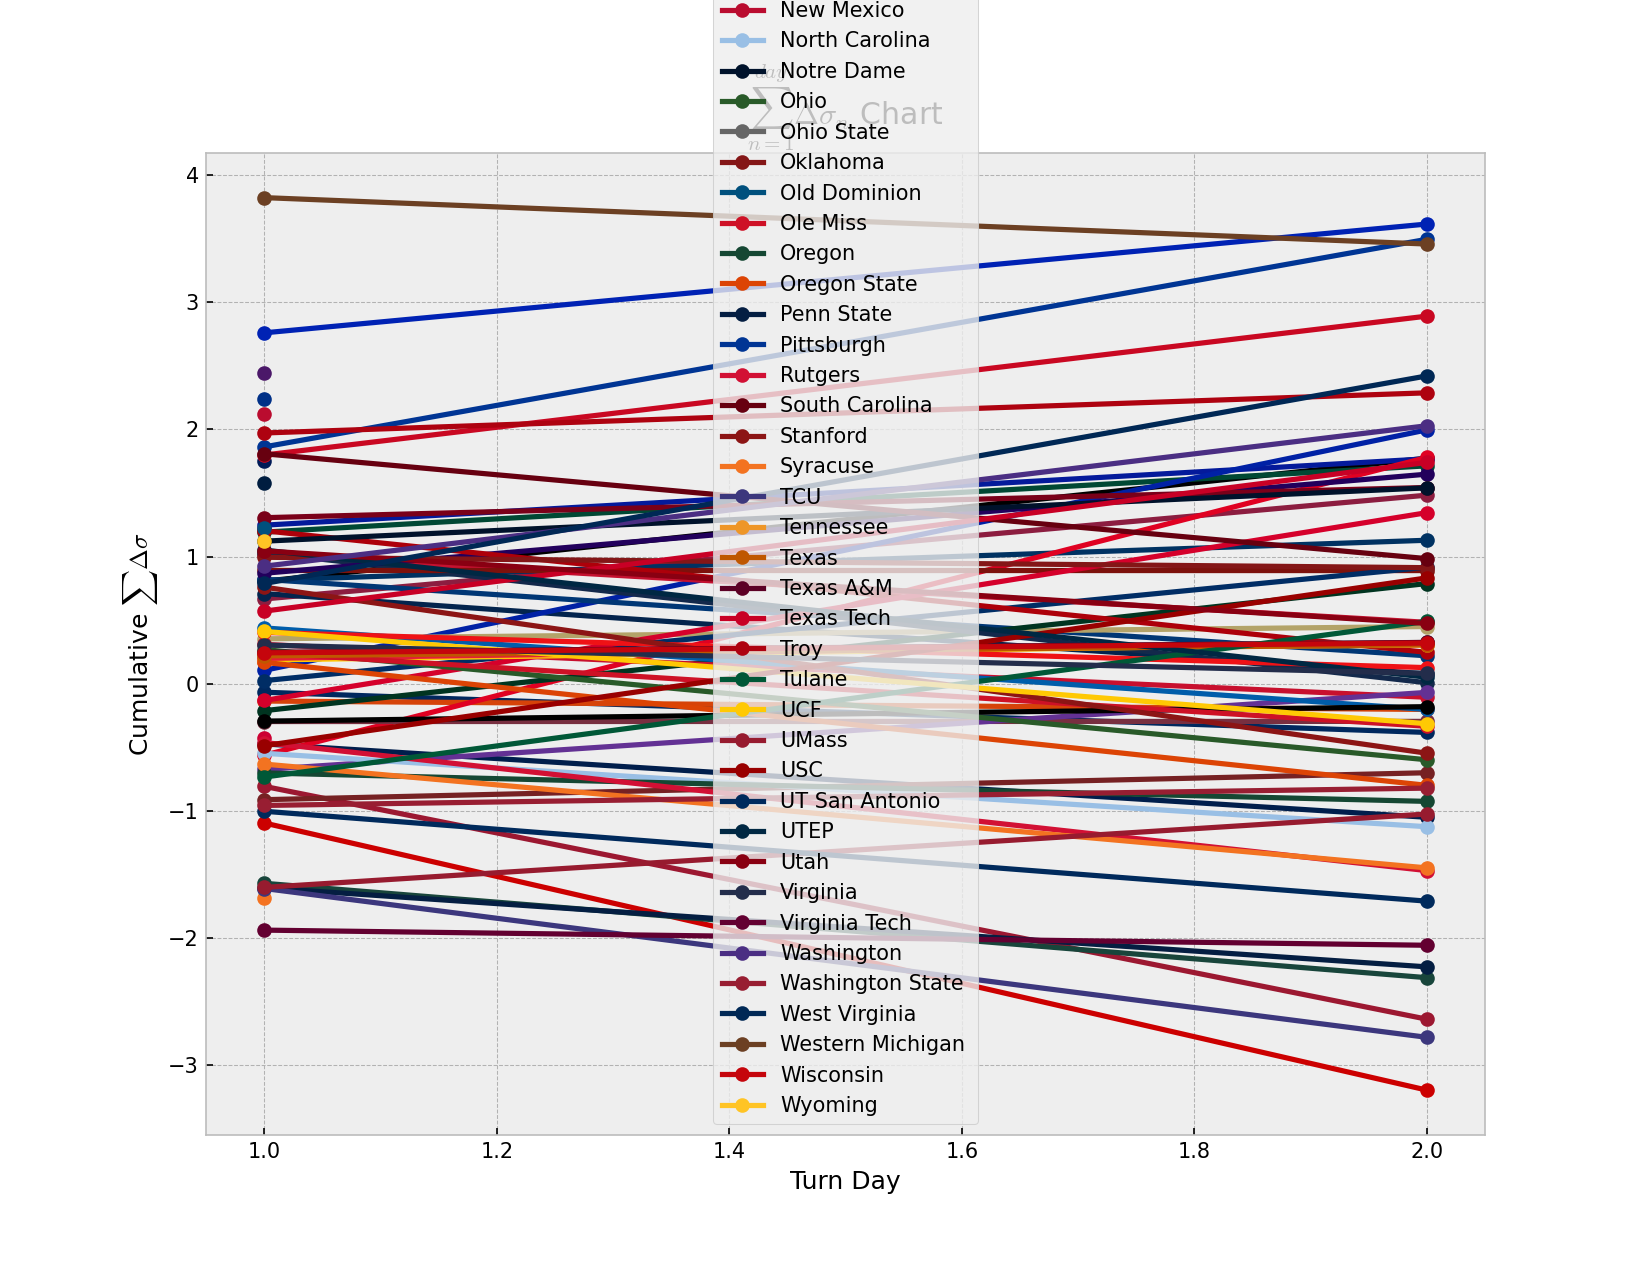 New Mexico
North Carolina
Notre Dame
Ohio
Ohio State
Oklahoma
Old Dominion
Ole Miss
Oregon
Oregon State
Penn State
Pittsburgh
Rutgers
South Carolina
Stanford
Syracuse
TCU
Tennessee
Texas
Texas A&M
Texas Tech
Troy
Tulane
UCF
UMass
USC
UT San Antonio
UTEP
Utah
Virginia
Virginia Tech
Washington
Washington State
West Virginia
Western Michigan
Wisconsin
Wyoming
day
∑Δσₙ Chart
n=1
4
3
2
1
0
−1
−2
−3
Cumulative ∑Δσ
1.0 1.2 1.4 1.6 1.8 2.0
Turn Day